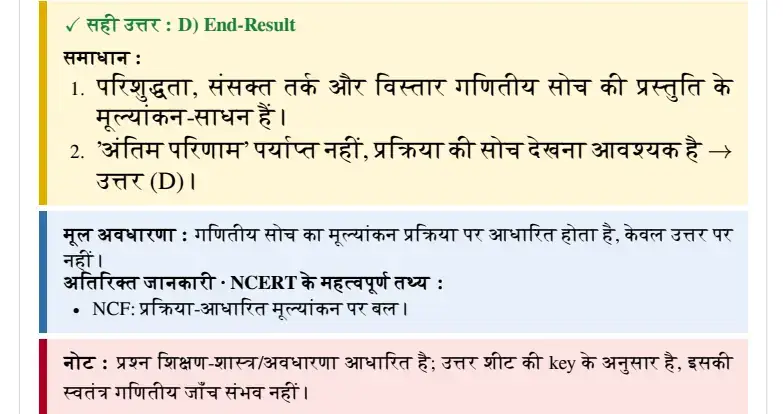 ✓ सही उत्तर : D) End-Result
समाधान :
1. परिशुद्धता, संसक्त तर्क और विस्तार गणितीय सोच की प्रस्तुति के
मूल्यांकन-साधन हैं।
2. ’अंतिम परिणाम’ पर्याप्त नहीं, प्रक्रिया की सोच देखना आवश्यक है →
उत्तर (D)।
मूल अवधारणा : गणितीय सोच का मूल्यांकन प्रक्रिया पर आधारित होता है, केवल उत्तर पर
नहीं।
अतिरिक्त जानकारी · NCERT के महत्वपूर्ण तथ्य :
• NCF: प्रक्रिया-आधारित मूल्यांकन पर बल।
नोट : प्रश्न शिक्षण-शास्त्र/अवधारणा आधारित है; उत्तर शीट की key के अनुसार है, इसकी
स्वतंत्र गणितीय जाँच संभव नहीं।